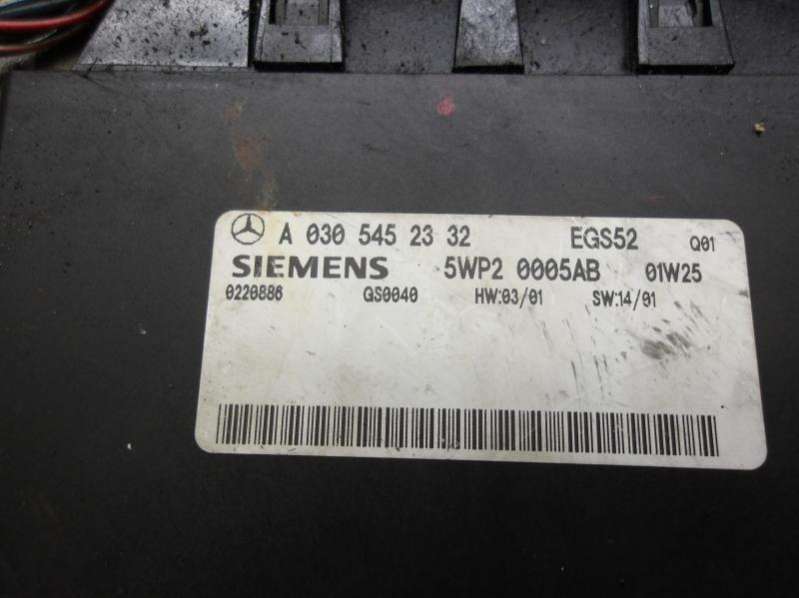 A 030 545 23 32 EGS52 Q01
SIEMENS 5WP2 0005AB 01W25
0220886 GS0040 HW:03/01 SW:14/01